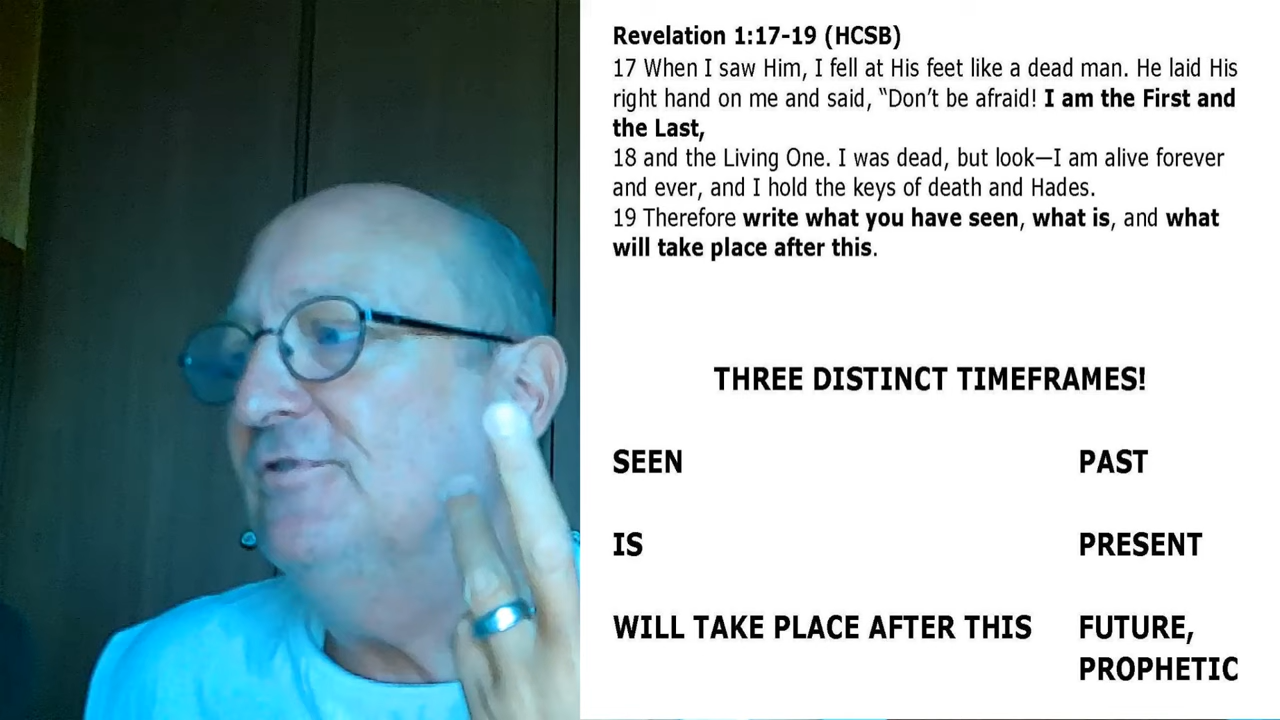 Revelation 1:17-19 (HCSB)
17 When I saw Him, I fell at His feet like a dead man. He laid His
right hand on me and said, “Don’t be afraid! I am the First and
the Last,
18 and the Living One. I was dead, but look—I am alive forever
and ever, and I hold the keys of death and Hades.
19 Therefore write what you have seen, what is, and what
will take place after this.
THREE DISTINCT TIMEFRAMES!
SEEN PAST
IS PRESENT
WILL TAKE PLACE AFTER THIS FUTURE,
PROPHETIC